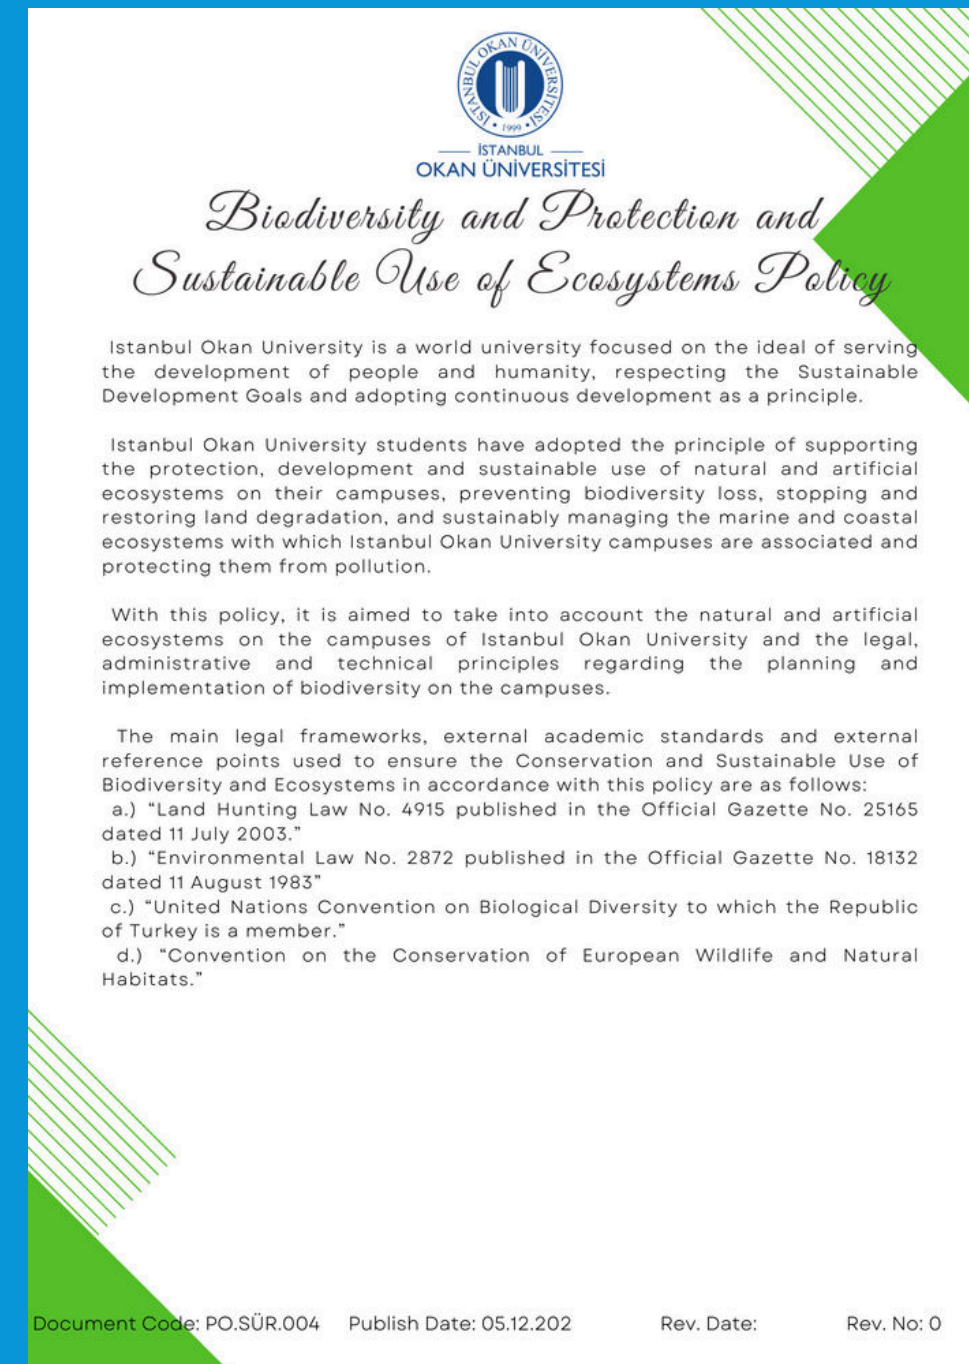 İSTANBUL OKAN ÜNİVERSİTESİ
• 1999 •
İSTANBUL
OKAN ÜNİVERSİTESİ
Biodiversity and Protection and
Sustainable Use of Ecosystems Policy
Istanbul Okan University is a world university focused on the ideal of serving
the development of people and humanity, respecting the Sustainable
Development Goals and adopting continuous development as a principle.
Istanbul Okan University students have adopted the principle of supporting
the protection, development and sustainable use of natural and artificial
ecosystems on their campuses, preventing biodiversity loss, stopping and
restoring land degradation, and sustainably managing the marine and coastal
ecosystems with which Istanbul Okan University campuses are associated and
protecting them from pollution.
With this policy, it is aimed to take into account the natural and artificial
ecosystems on the campuses of Istanbul Okan University and the legal,
administrative and technical principles regarding the planning and
implementation of biodiversity on the campuses.
The main legal frameworks, external academic standards and external
reference points used to ensure the Conservation and Sustainable Use of
Biodiversity and Ecosystems in accordance with this policy are as follows:
a.) “Land Hunting Law No. 4915 published in the Official Gazette No. 25165
dated 11 July 2003.”
b.) “Environmental Law No. 2872 published in the Official Gazette No. 18132
dated 11 August 1983”
c.) “United Nations Convention on Biological Diversity to which the Republic
of Turkey is a member.”
d.) “Convention on the Conservation of European Wildlife and Natural
Habitats.”
Document Code: PO.SÜR.004 Publish Date: 05.12.202 Rev. Date: Rev. No: 0